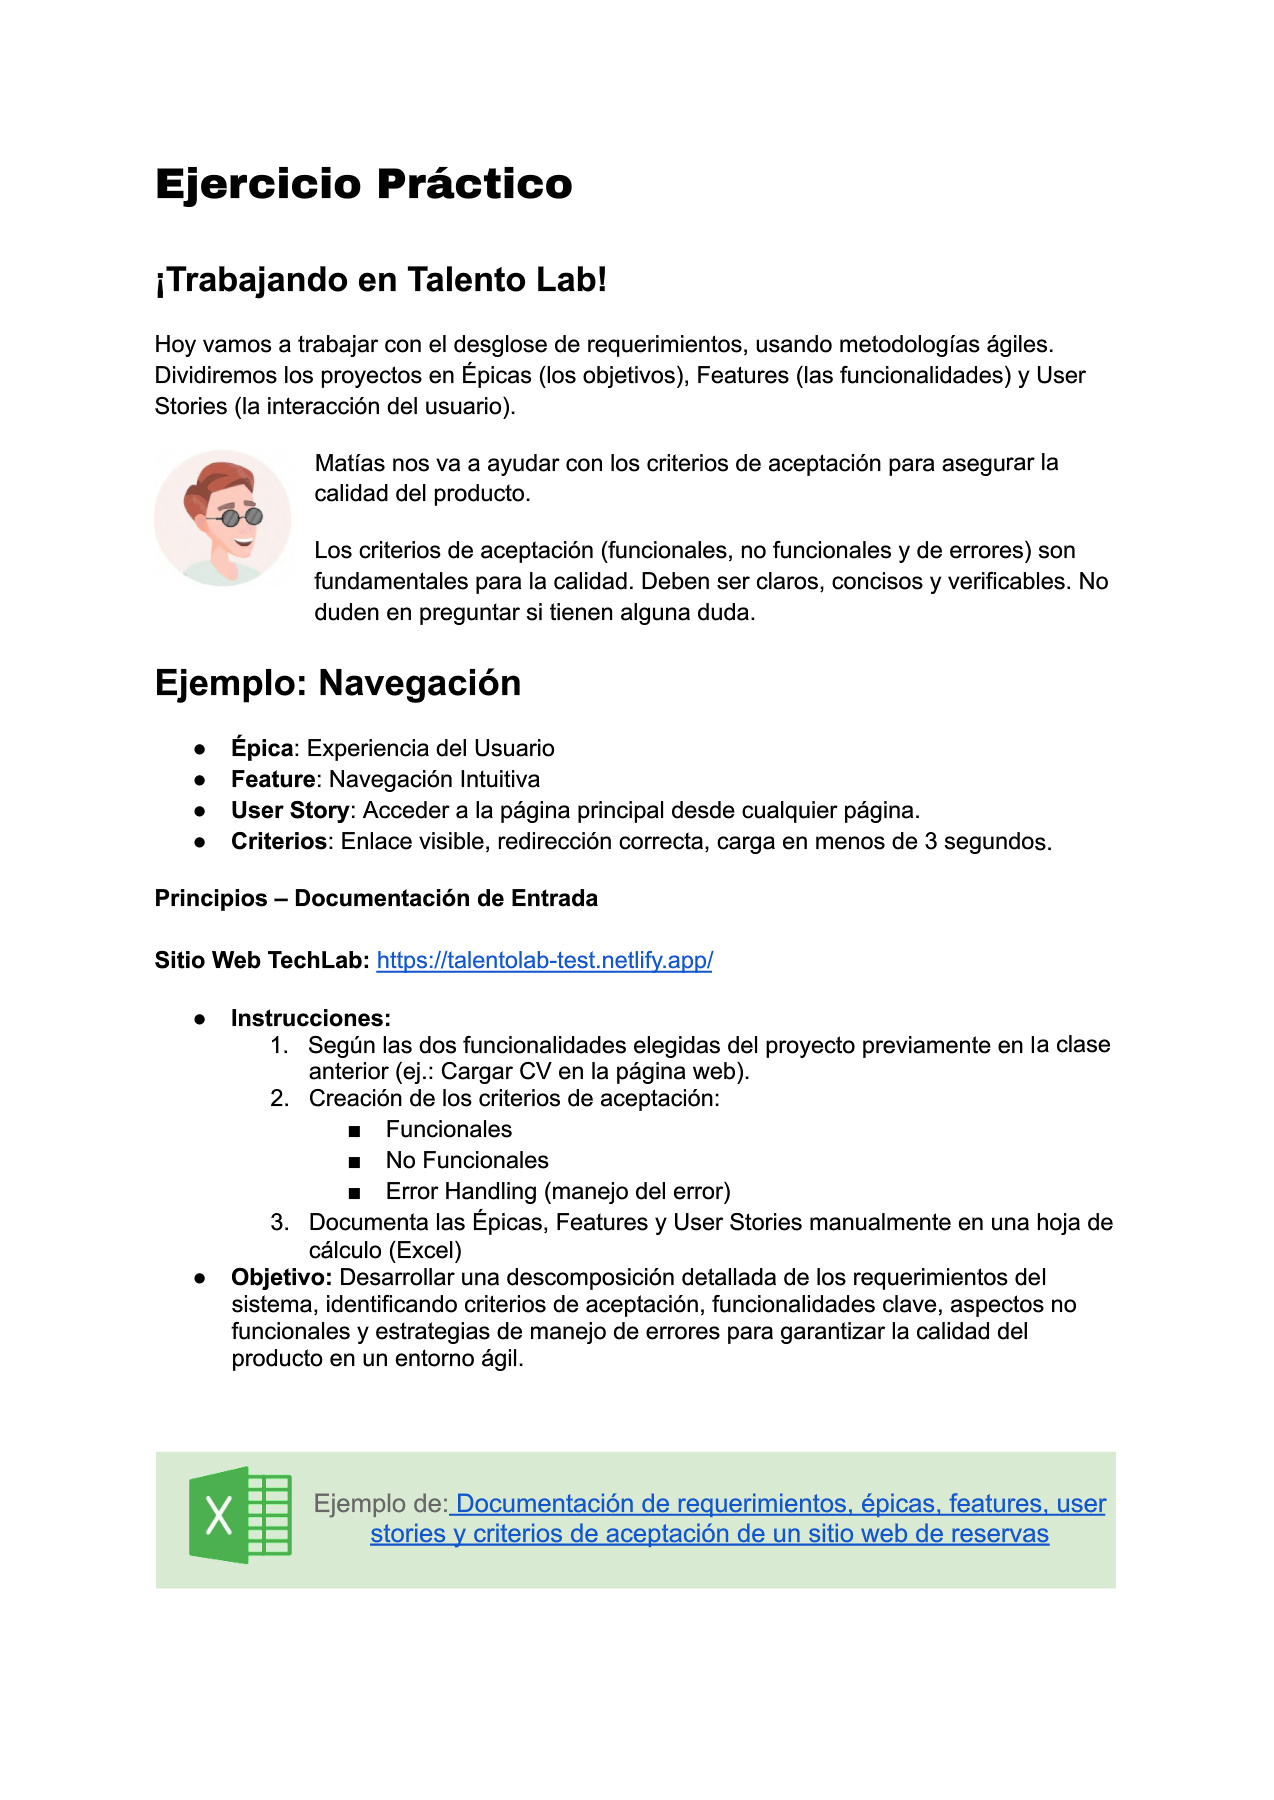 Ejercicio Práctico
¡Trabajando en Talento Lab!
Hoy vamos a trabajar con el desglose de requerimientos, usando metodologías ágiles.
Dividiremos los proyectos en Épicas (los objetivos), Features (las funcionalidades) y User
Stories (la interacción del usuario).
Matías nos va a ayudar con los criterios de aceptación para asegurar la
calidad del producto.
Los criterios de aceptación (funcionales, no funcionales y de errores) son
fundamentales para la calidad. Deben ser claros, concisos y verificables. No
duden en preguntar si tienen alguna duda.
Ejemplo: Navegación
● Épica: Experiencia del Usuario
● Feature: Navegación Intuitiva
● User Story: Acceder a la página principal desde cualquier página.
● Criterios: Enlace visible, redirección correcta, carga en menos de 3 segundos.
Principios – Documentación de Entrada
Sitio Web TechLab: https://talentolab-test.netlify.app/
● Instrucciones:
1. Según las dos funcionalidades elegidas del proyecto previamente en la clase
anterior (ej.: Cargar CV en la página web).
2. Creación de los criterios de aceptación:
■ Funcionales
■ No Funcionales
■ Error Handling (manejo del error)
3. Documenta las Épicas, Features y User Stories manualmente en una hoja de
cálculo (Excel)
● Objetivo: Desarrollar una descomposición detallada de los requerimientos del
sistema, identificando criterios de aceptación, funcionalidades clave, aspectos no
funcionales y estrategias de manejo de errores para garantizar la calidad del
producto en un entorno ágil.
X
Ejemplo de: Documentación de requerimientos, épicas, features, user
stories y criterios de aceptación de un sitio web de reservas